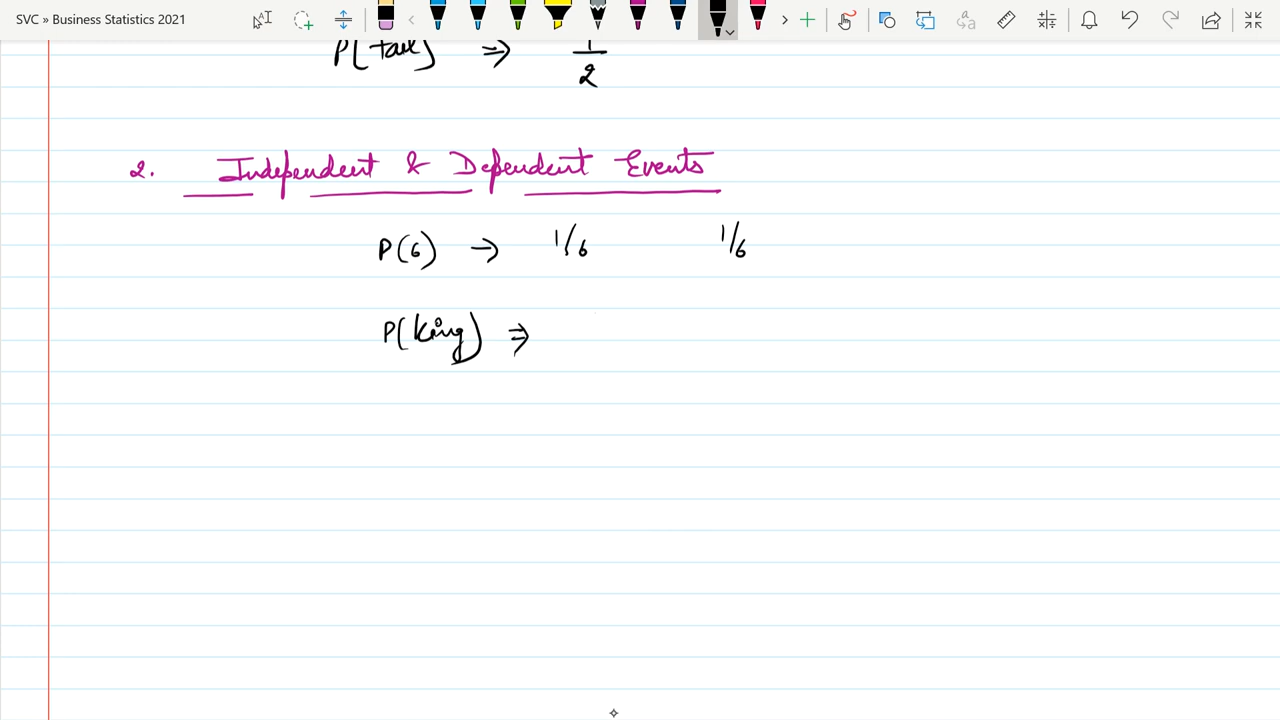 SVC » Business Statistics 2021
P[tail] ⇒ 1/2
2. Independent & Dependent Events
P(6) → 1/6 1/6
P(king) ⇒